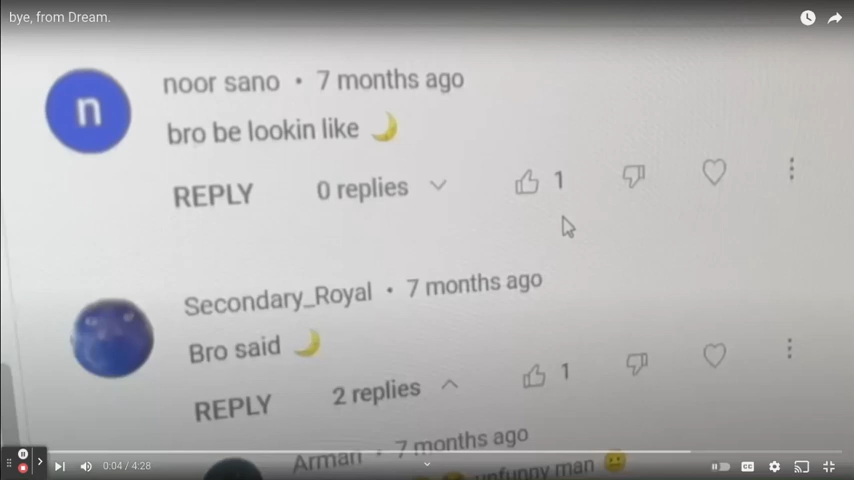 bye, from Dream.
n
noor sano • 7 months ago
bro be lookin like 🌙
REPLY 0 replies 1
Secondary_Royal • 7 months ago
Bro said 🌙
REPLY 2 replies 1
Arman • 7 months ago
unfunny man 😐
0:04 / 4:28
CC